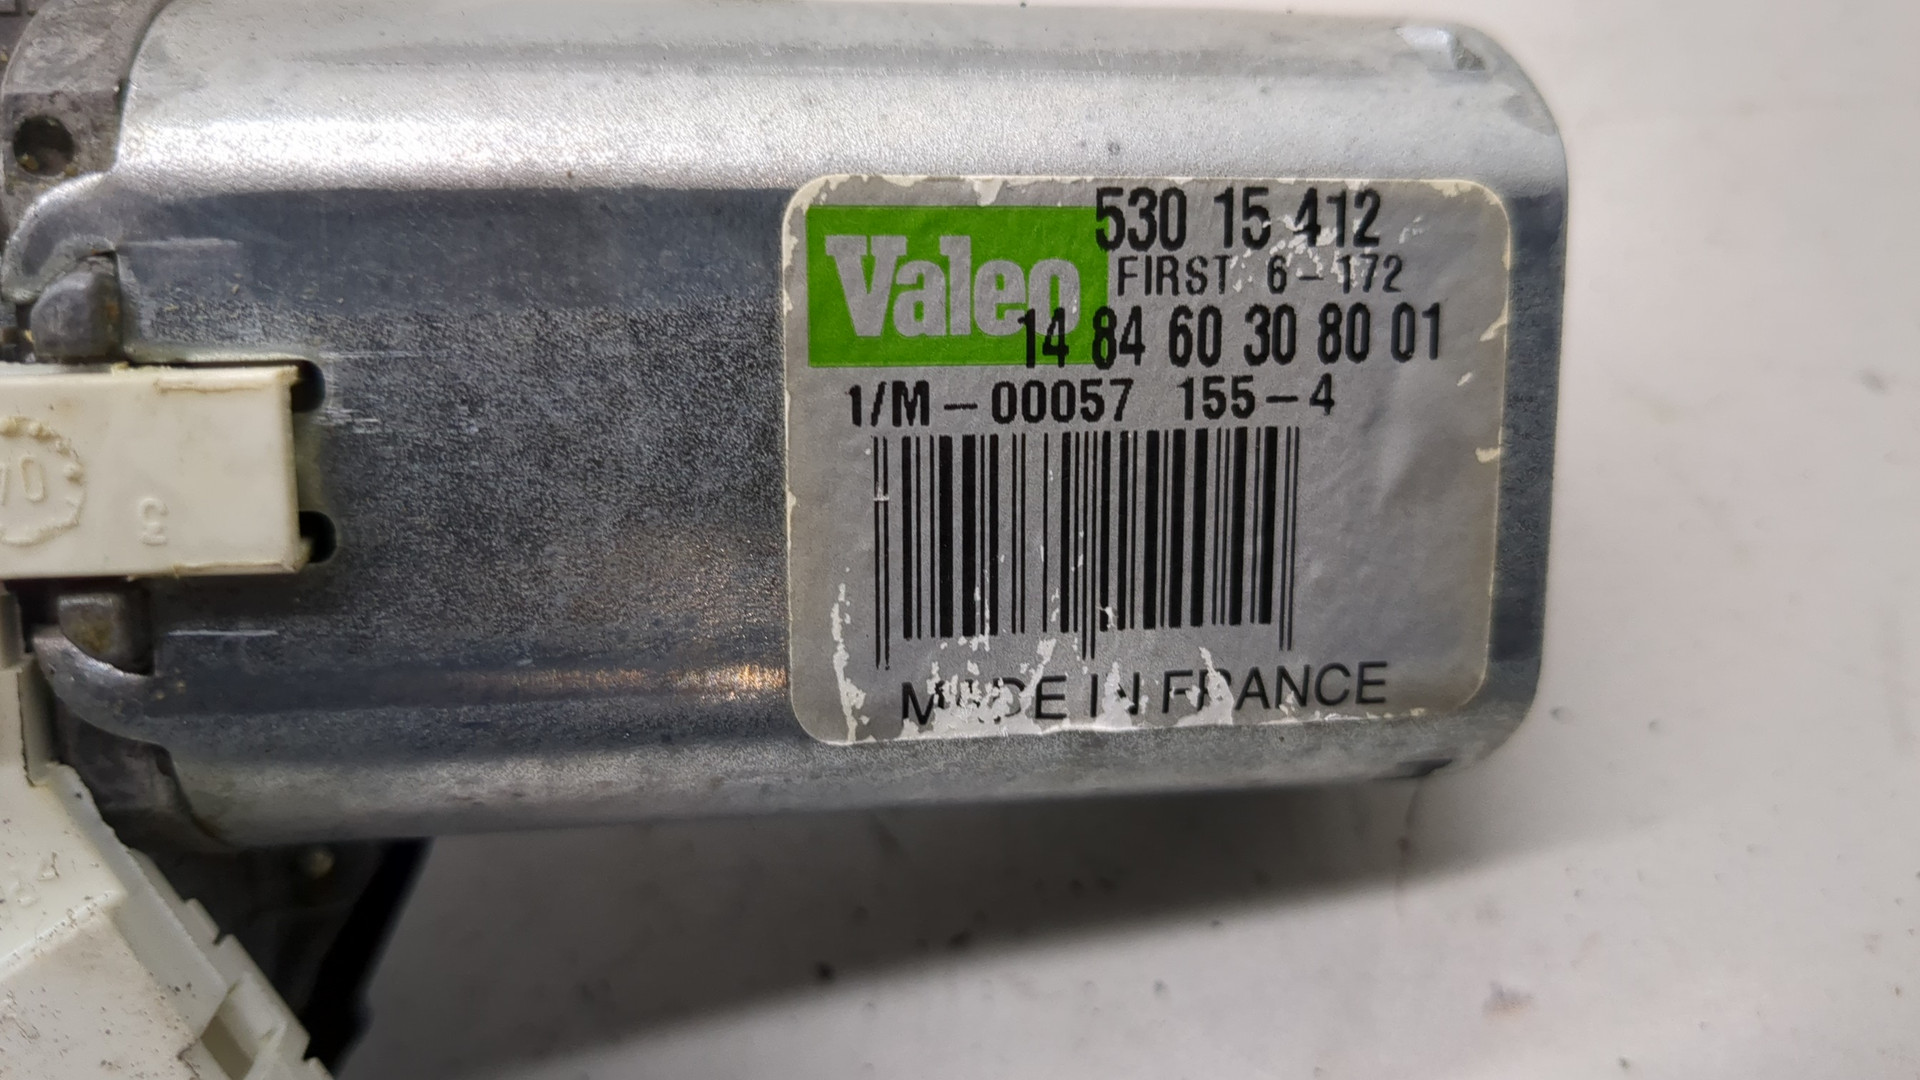 Valeo
530 15 412
FIRST 6-172
14 84 60 30 80 01
1/M-00057 155-4
MADE IN FRANCE